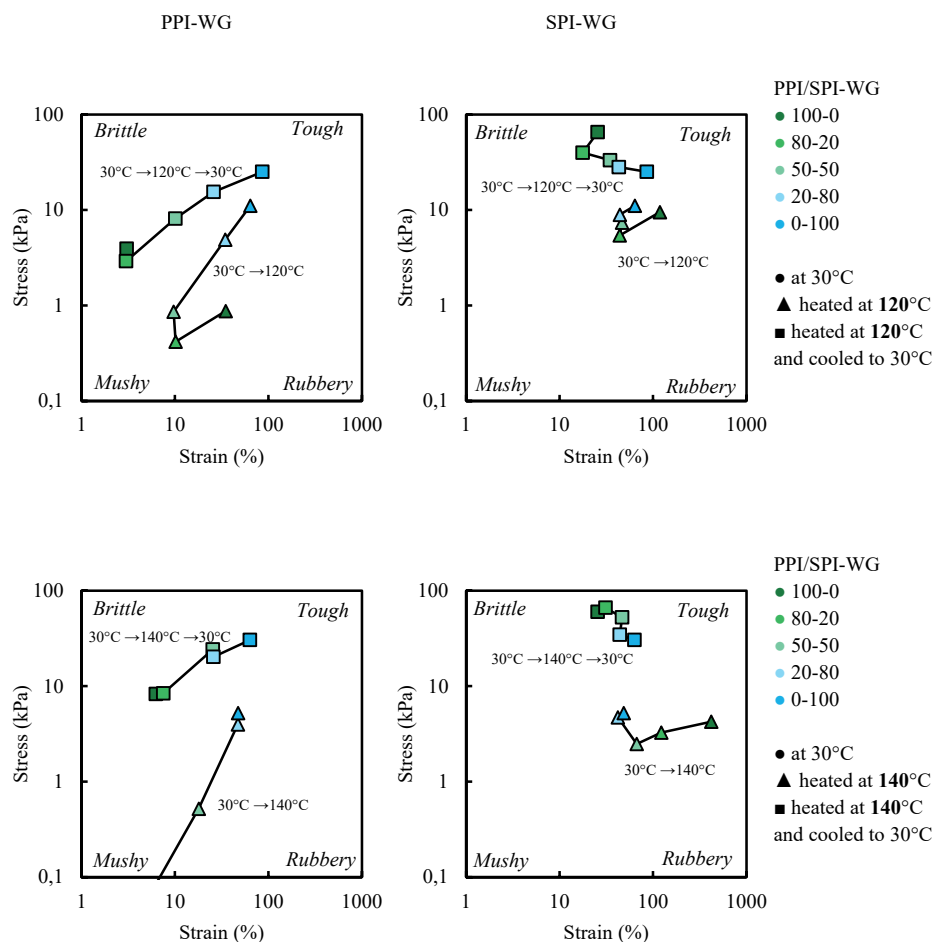 PPI-WG
SPI-WG
100
10
1
0,1
Stress (kPa)
Brittle
Tough
30°C →120°C →30°C
30°C →120°C
Mushy
Rubbery
1
10
100
1000
Strain (%)
100
10
1
0,1
Stress (kPa)
Brittle
Tough
30°C →120°C →30°C
30°C →120°C
Mushy
Rubbery
1
10
100
1000
Strain (%)
PPI/SPI-WG
100-0
80-20
50-50
20-80
0-100
at 30°C
heated at 120°C
heated at 120°C
and cooled to 30°C
100
10
1
0,1
Stress (kPa)
Brittle
Tough
30°C →140°C →30°C
30°C →140°C
Mushy
Rubbery
1
10
100
1000
Strain (%)
100
10
1
0,1
Stress (kPa)
Brittle
Tough
30°C →140°C →30°C
30°C →140°C
Mushy
Rubbery
1
10
100
1000
Strain (%)
PPI/SPI-WG
100-0
80-20
50-50
20-80
0-100
at 30°C
heated at 140°C
heated at 140°C
and cooled to 30°C